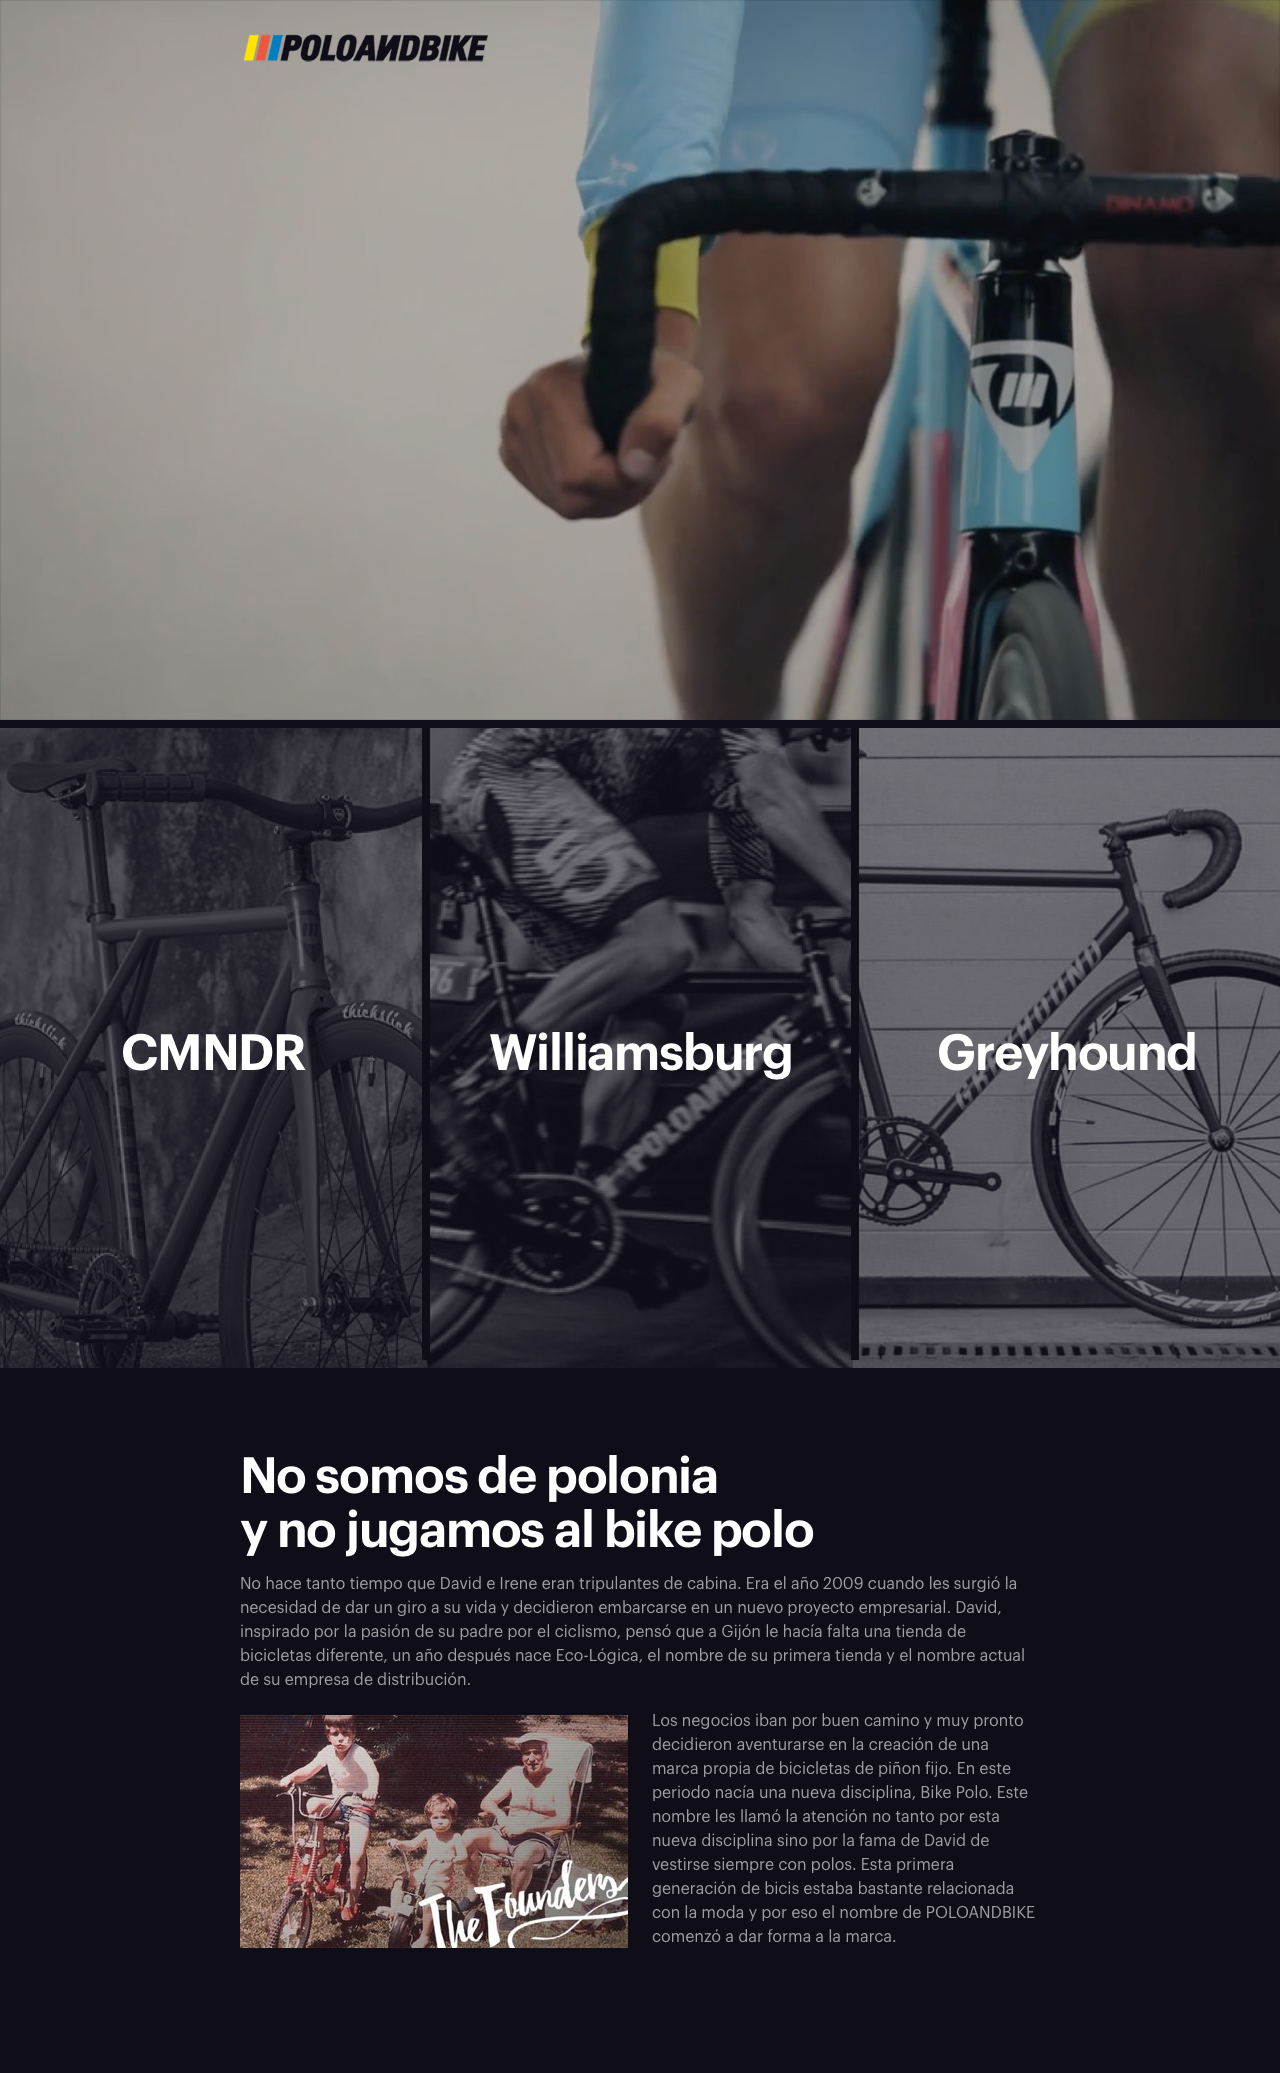 POLOANDBIKE
DINAMO
thickslick
thickslick
CMNDR
Williamsburg
POLOANDBIKE
Greyhound
GREYHOUND
No somos de polonia
y no jugamos al bike polo
No hace tanto tiempo que David e Irene eran tripulantes de cabina. Era el año 2009 cuando les surgió la
necesidad de dar un giro a su vida y decidieron embarcarse en un nuevo proyecto empresarial. David,
inspirado por la pasión de su padre por el ciclismo, pensó que a Gijón le hacía falta una tienda de
bicicletas diferente, un año después nace Eco-Lógica, el nombre de su primera tienda y el nombre actual
de su empresa de distribución.
The Founders
Los negocios iban por buen camino y muy pronto
decidieron aventurarse en la creación de una
marca propia de bicicletas de piñon fijo. En este
periodo nacía una nueva disciplina, Bike Polo. Este
nombre les llamó la atención no tanto por esta
nueva disciplina sino por la fama de David de
vestirse siempre con polos. Esta primera
generación de bicis estaba bastante relacionada
con la moda y por eso el nombre de POLOANDBIKE
comenzó a dar forma a la marca.